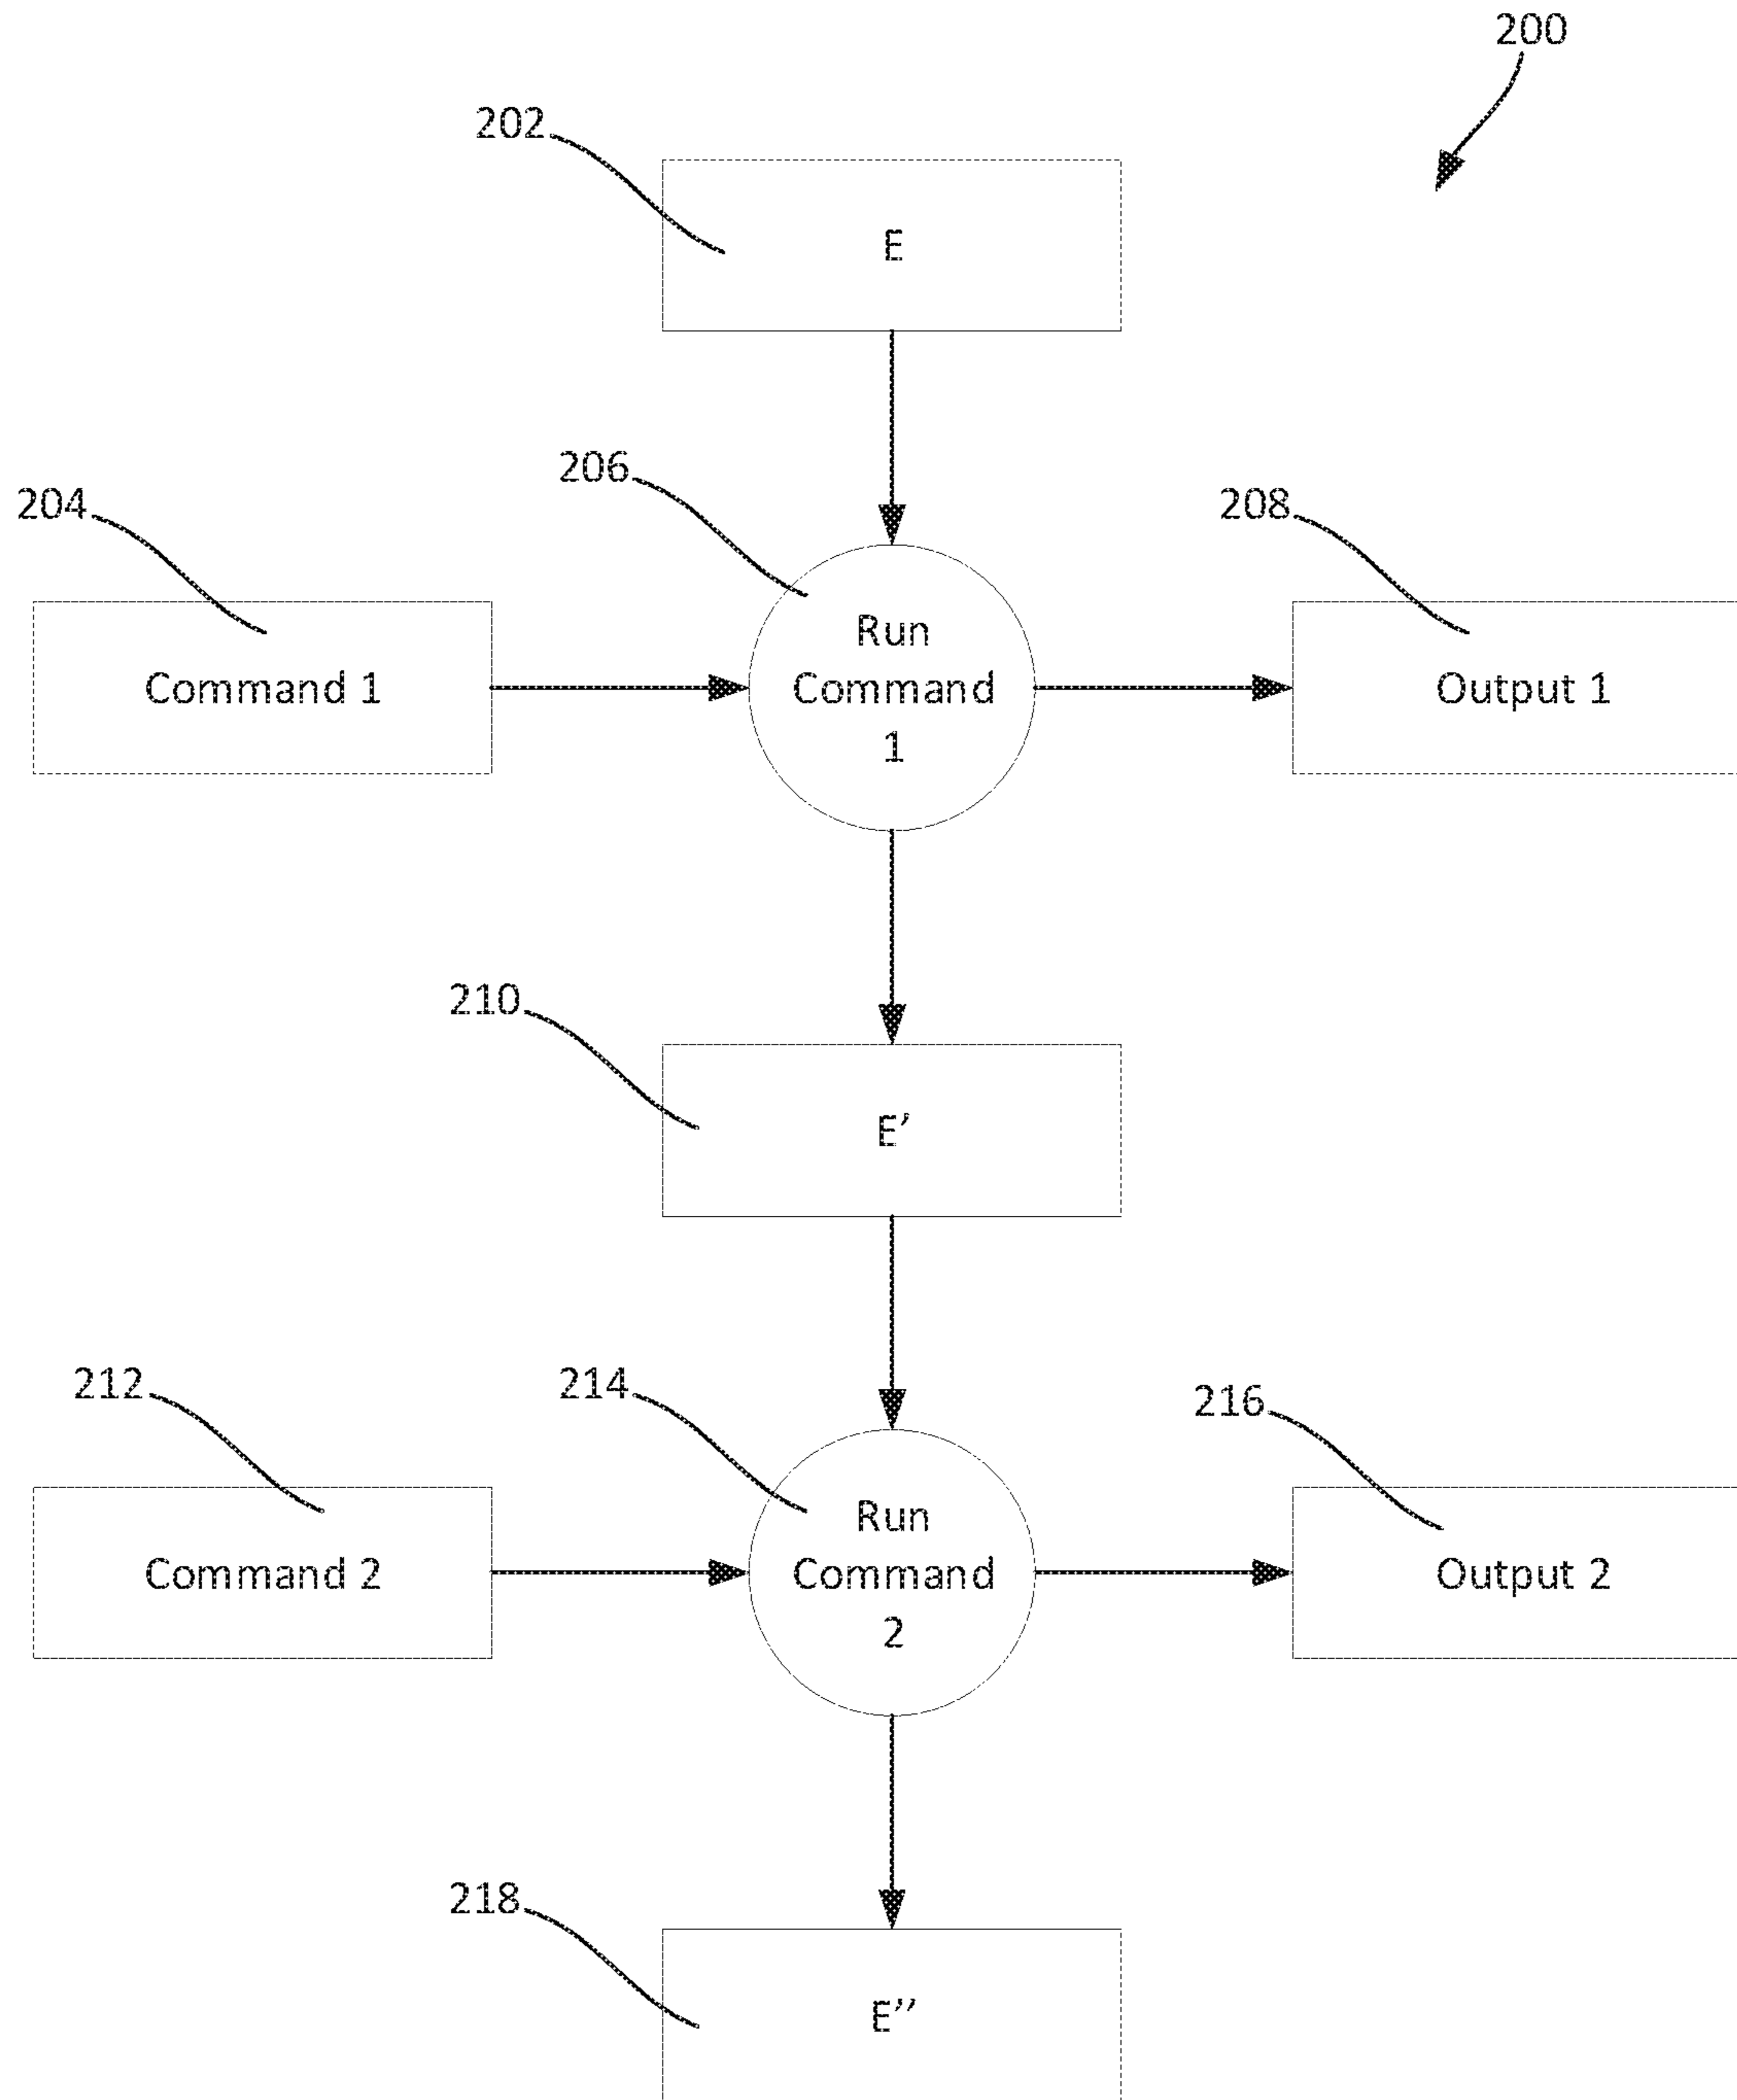 200
202
E
206
204
208
Run
Command
1
Command 1
Output 1
210
E’
212
214
216
Run
Command
2
Command 2
Output 2
218
E’’